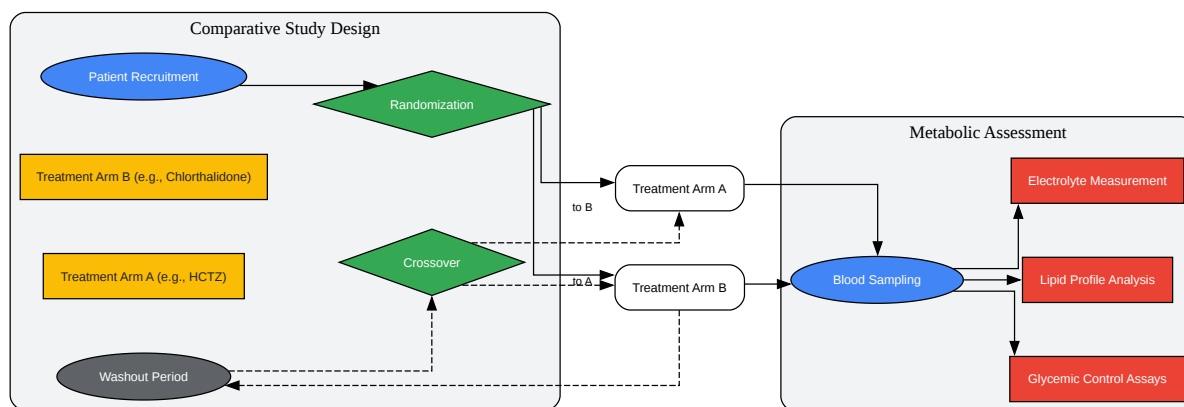 Comparative Study Design
Patient Recruitment
Randomization
Treatment Arm B (e.g., Chlorthalidone)
Treatment Arm A (e.g., HCTZ)
Crossover
Washout Period
to B
to A
Treatment Arm A
Treatment Arm B
Metabolic Assessment
Electrolyte Measurement
Blood Sampling
Lipid Profile Analysis
Glycemic Control Assays